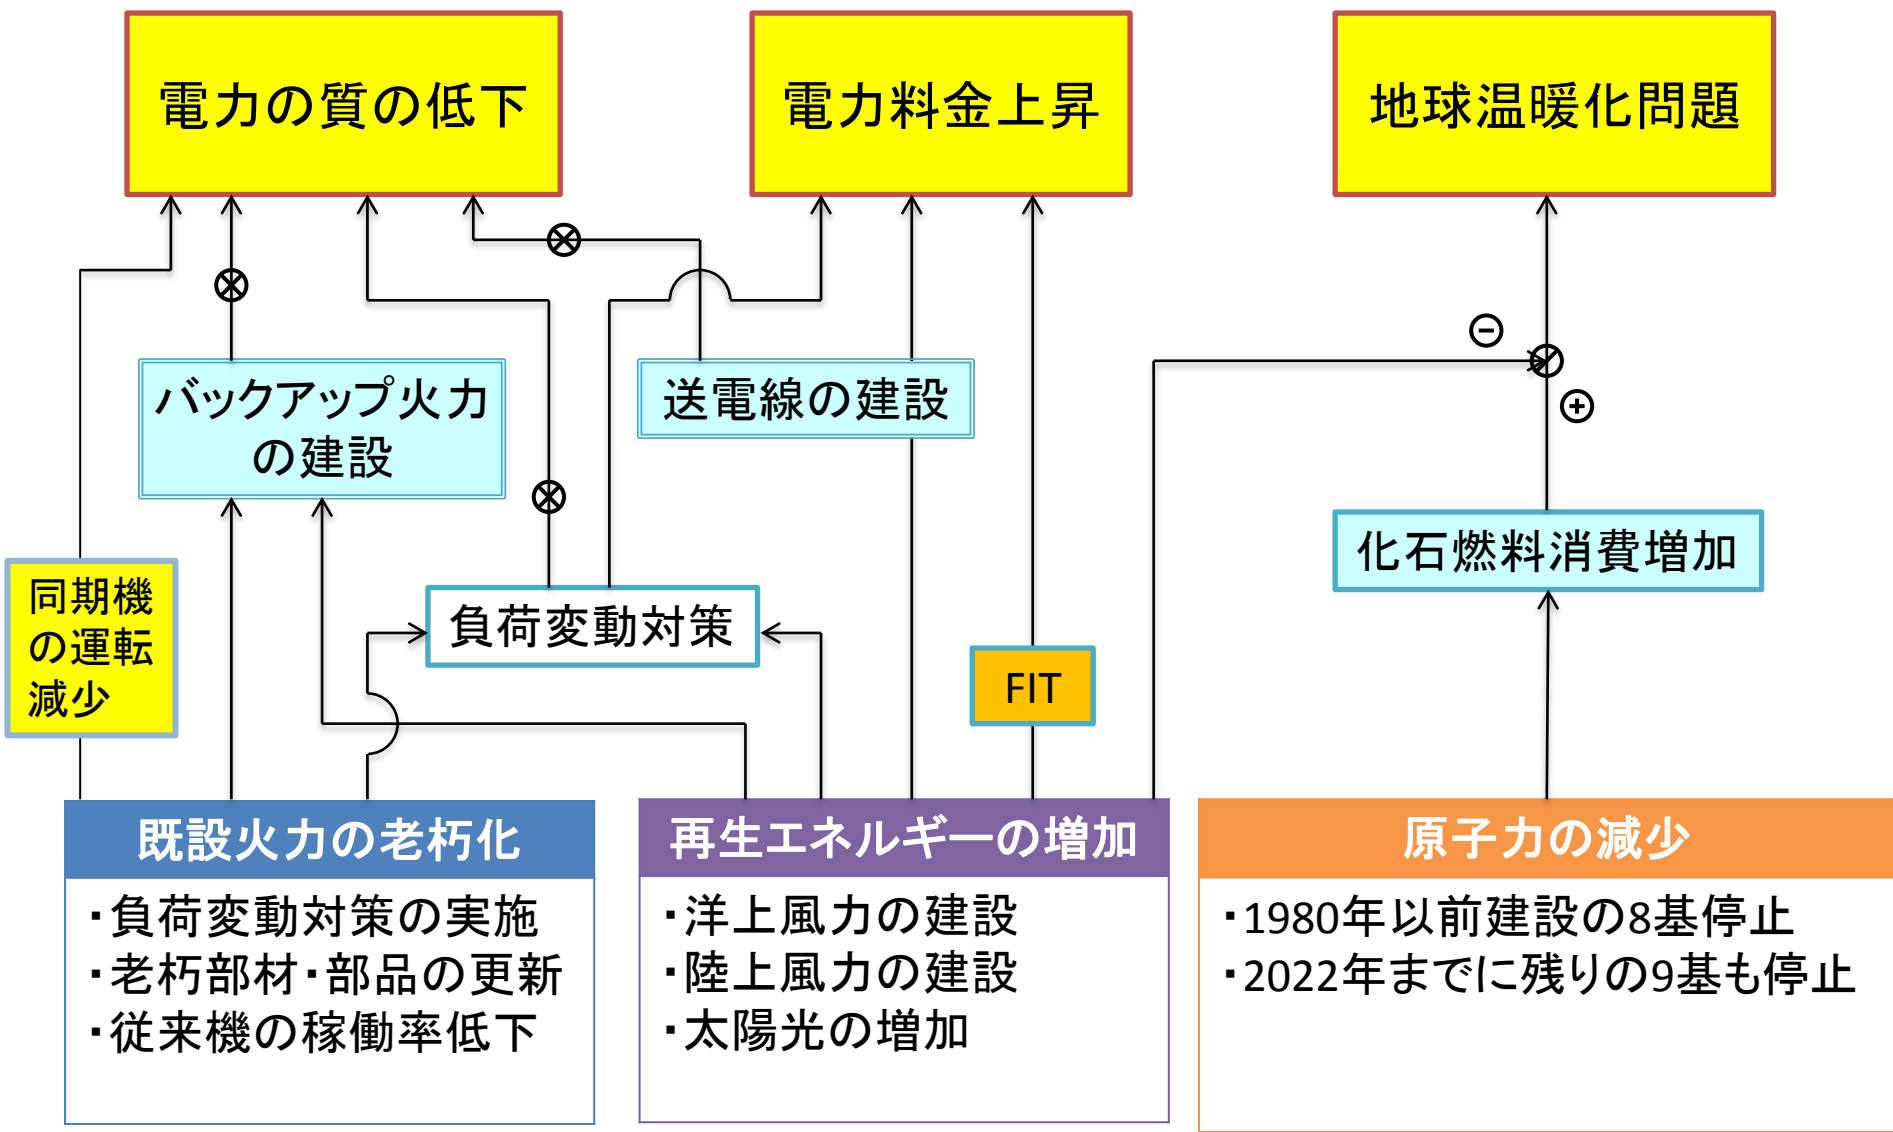 電力の質の低下
電力料金上昇
地球温暖化問題
バックアップ火力
の建設
送電線の建設
化石燃料消費増加
同期機
の運転
減少
負荷変動対策
FIT
既設火力の老朽化
・負荷変動対策の実施
・老朽部材・部品の更新
・従来機の稼働率低下
再生エネルギーの増加
・洋上風力の建設
・陸上風力の建設
・太陽光の増加
原子力の減少
・1980年以前建設の8基停止
・2022年までに残りの9基も停止